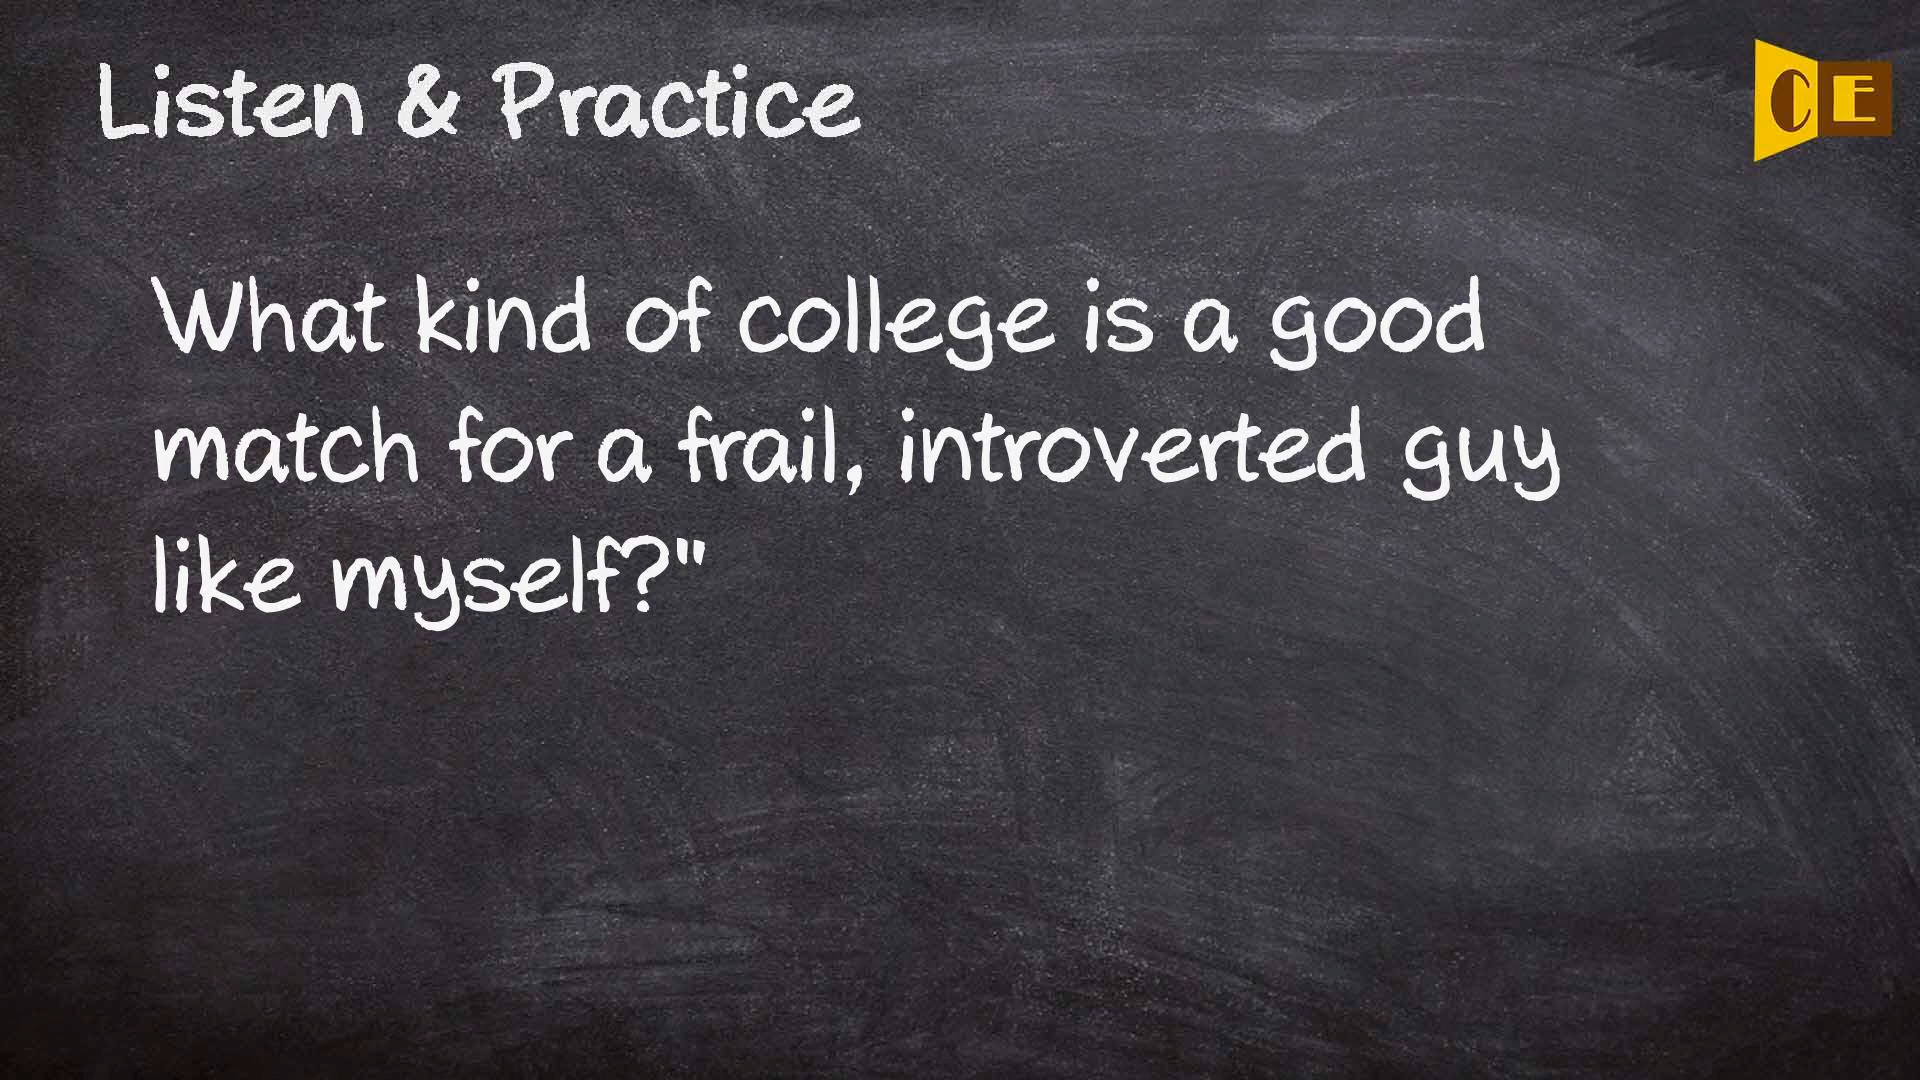 Listen & Practice
CE
What kind of college is a good
match for a frail, introverted guy
like myself?"